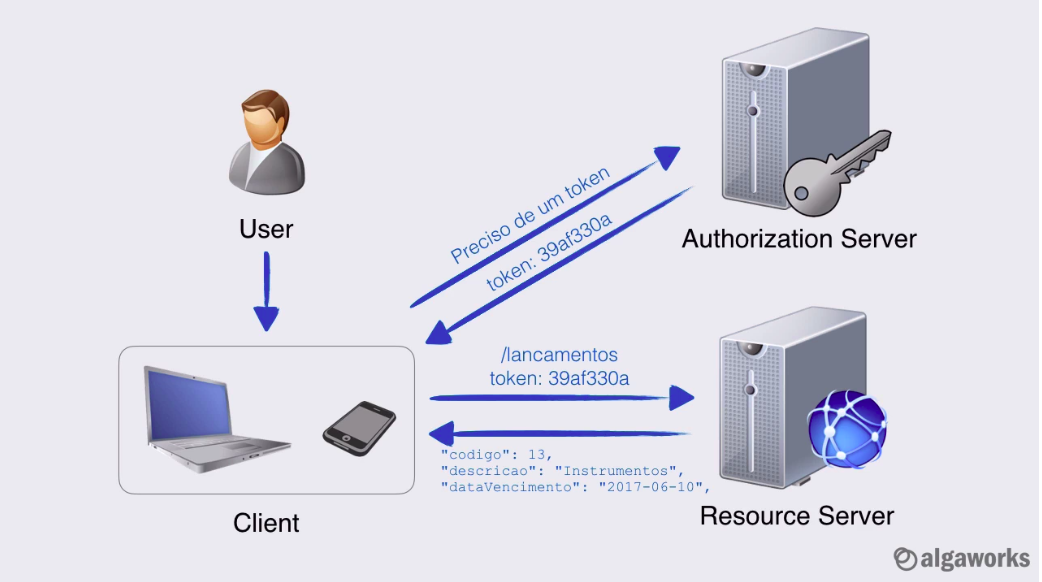 User
Preciso de um token
token: 39af330a
Authorization Server
/lancamentos
token: 39af330a
"codigo": 13,
"descricao": "Instrumentos",
"dataVencimento": "2017-06-10",
Client
Resource Server
algaworks